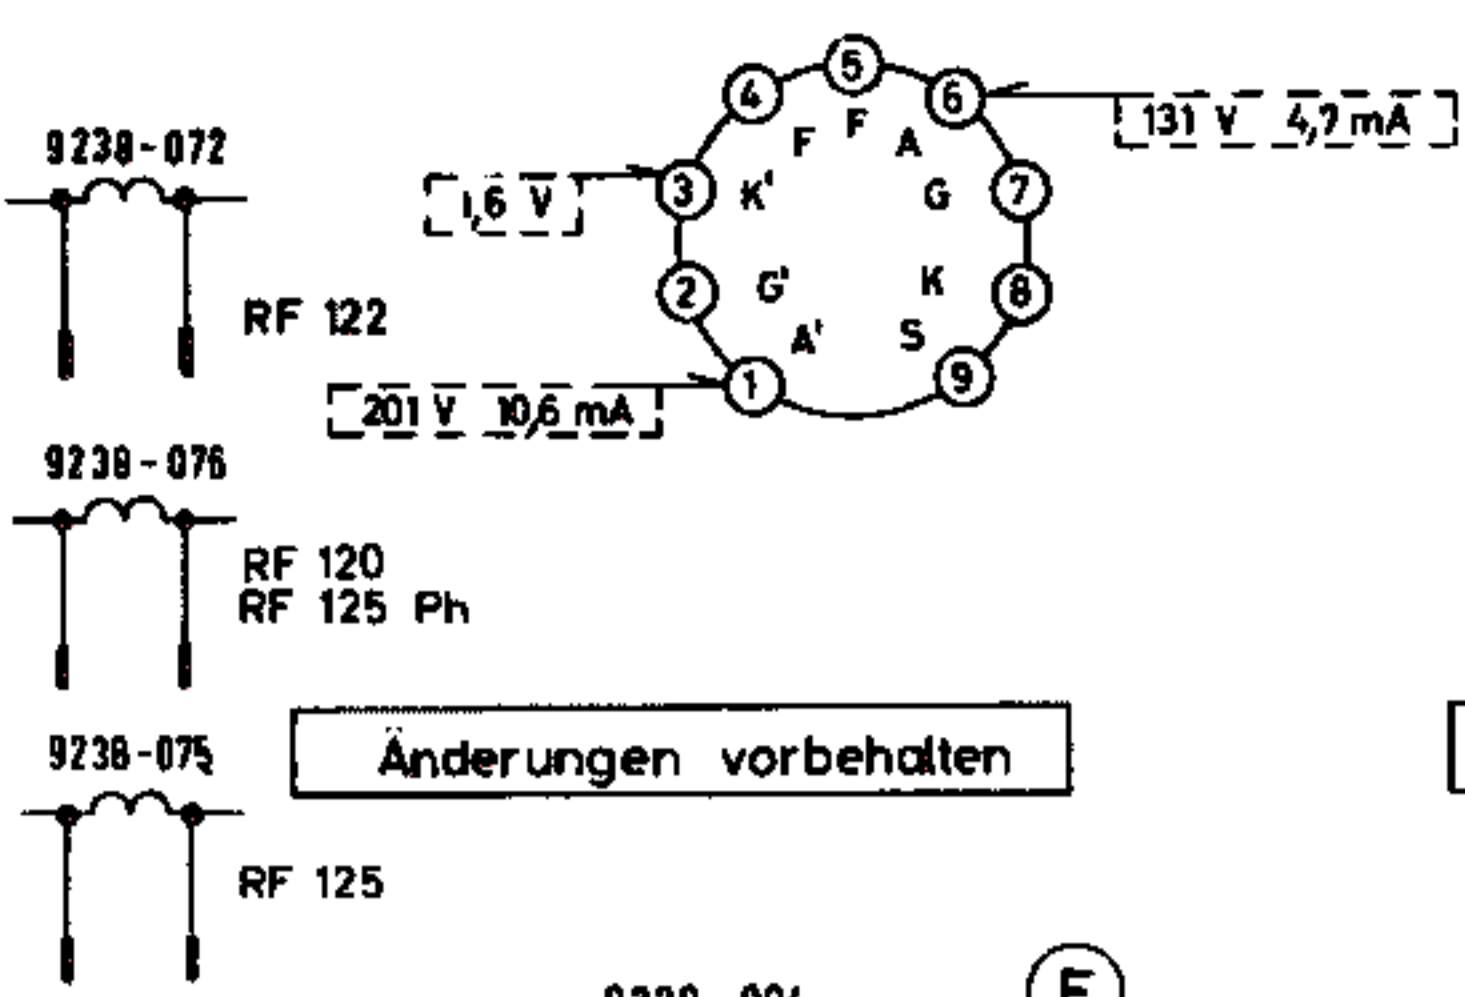 9238-072
RF 122
9238-076
RF 120
RF 125 Ph
9238-075
RF 125
1,6 V
201 V 10,6 mA
131 V 4,7 mA
5
4
6
F
F
A
3
K'
G
7
2
G'
K
8
A'
S
1
9
Änderungen vorbehalten
E